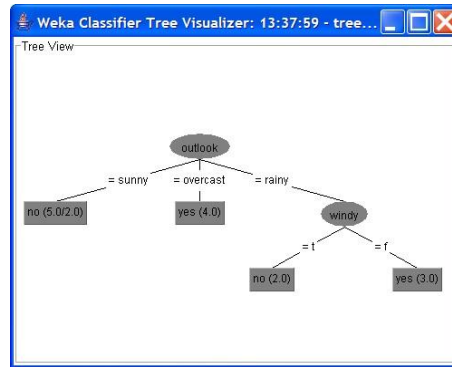 Weka Classifier Tree Visualizer: 13:37:59 - tree...
Tree View
outlook
= sunny = overcast = rainy
no (5.0/2.0) yes (4.0) windy
= t = f
no (2.0) yes (3.0)